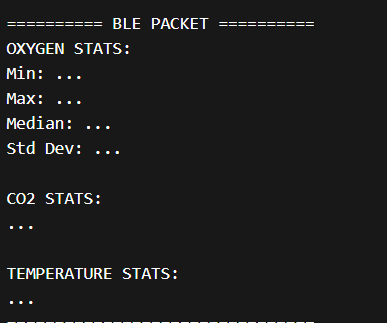 ========== BLE PACKET ==========
OXYGEN STATS:
Min: ...
Max: ...
Median: ...
Std Dev: ...

CO2 STATS:
...

TEMPERATURE STATS:
...
================================